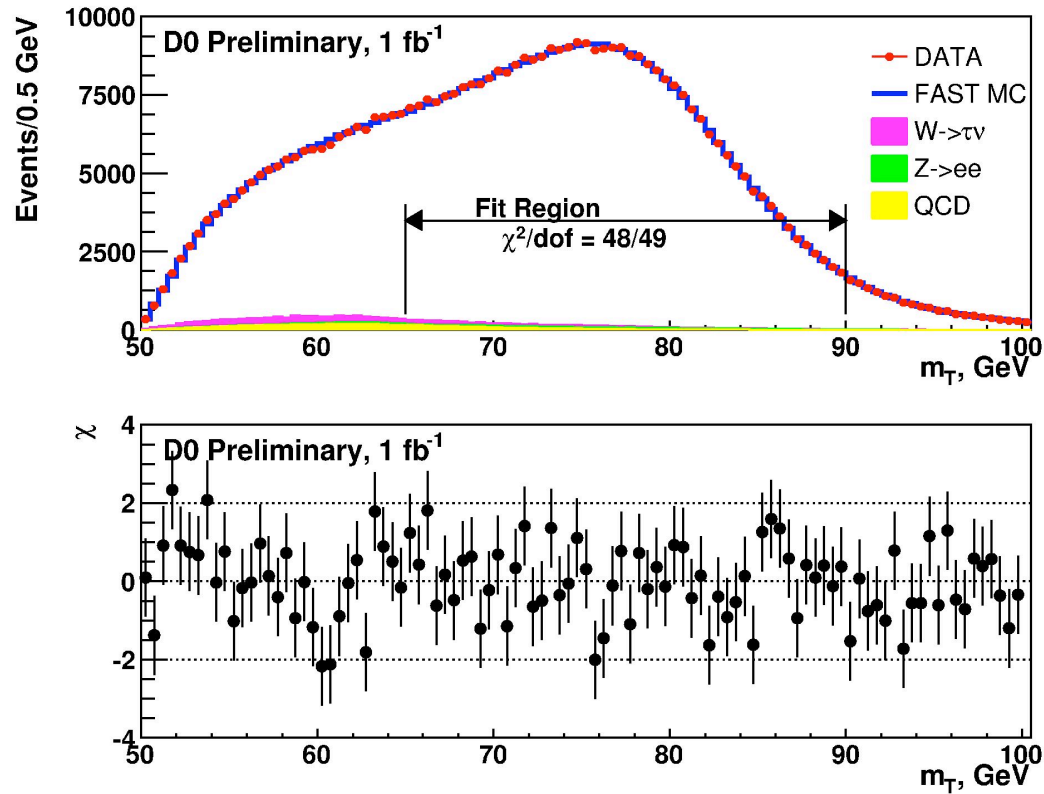 D0 Preliminary, 1 fb⁻¹
Events/0.5 GeV
10000
7500
5000
2500
0
DATA
FAST MC
W->τν
Z->ee
QCD
Fit Region
χ²/dof = 48/49
50 60 70 80 90 100
m_T, GeV
D0 Preliminary, 1 fb⁻¹
χ
4
2
0
-2
-4
50 60 70 80 90 100
m_T, GeV